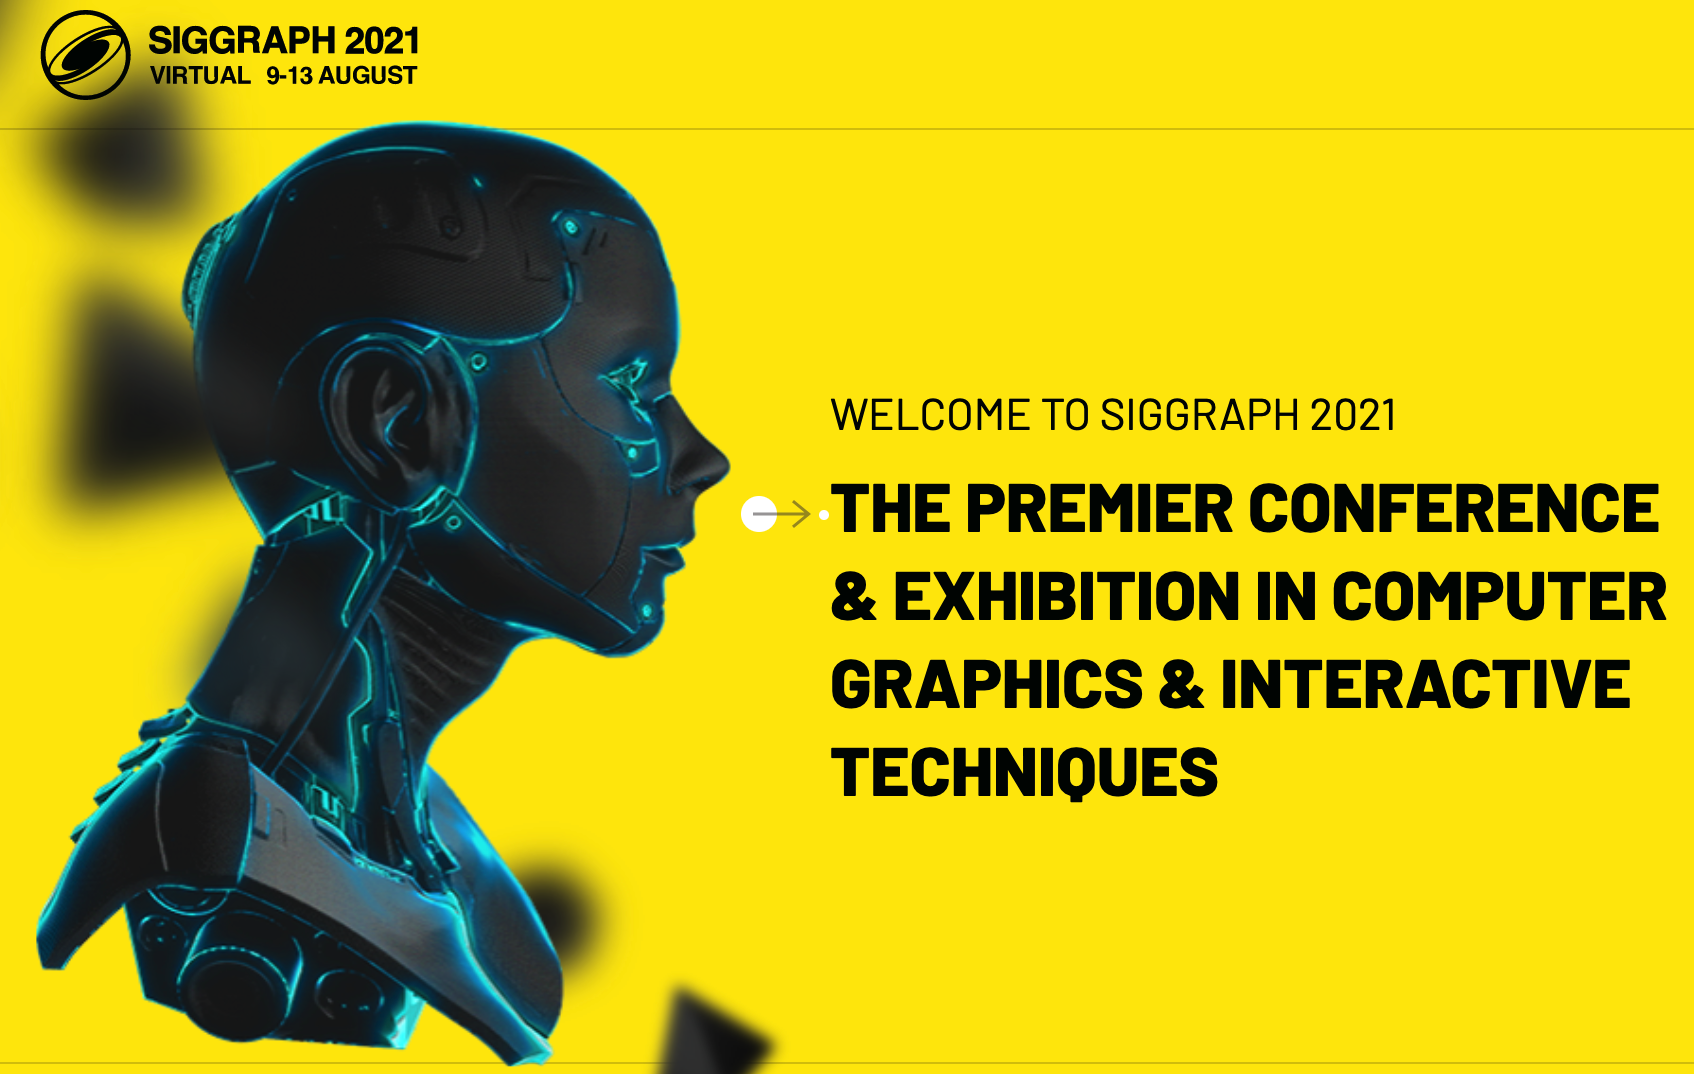 SIGGRAPH 2021
VIRTUAL 9-13 AUGUST
WELCOME TO SIGGRAPH 2021
THE PREMIER CONFERENCE
& EXHIBITION IN COMPUTER
GRAPHICS & INTERACTIVE
TECHNIQUES